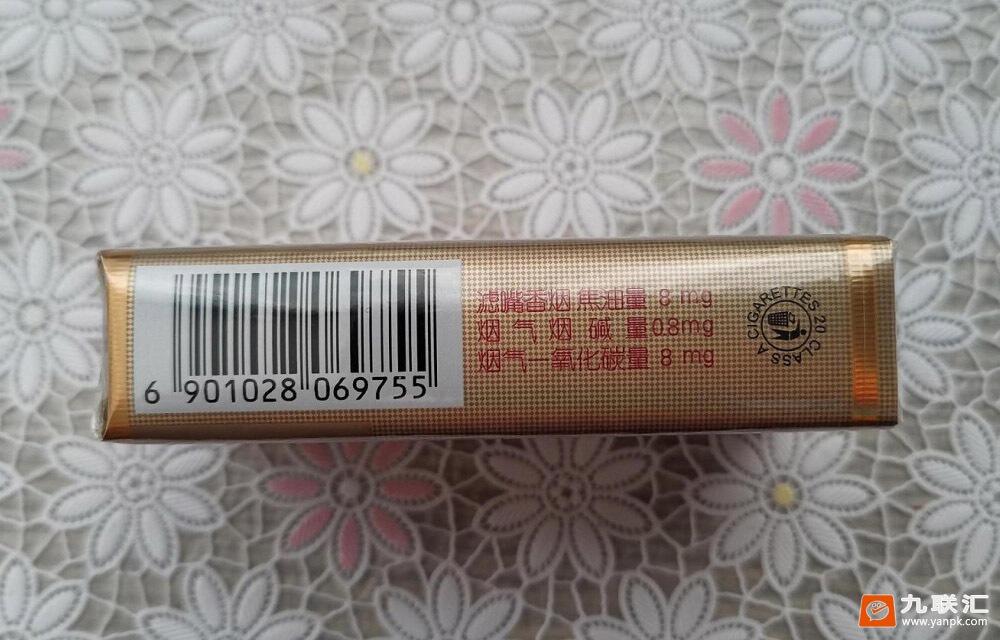 6 901028 069755
滤嘴香烟 焦油量 8 mg
烟 气 烟 碱 量 0.8mg
烟气一氧化碳量 8 mg
CLASS A CIGARETTES 20
九联汇
www.yanpk.com